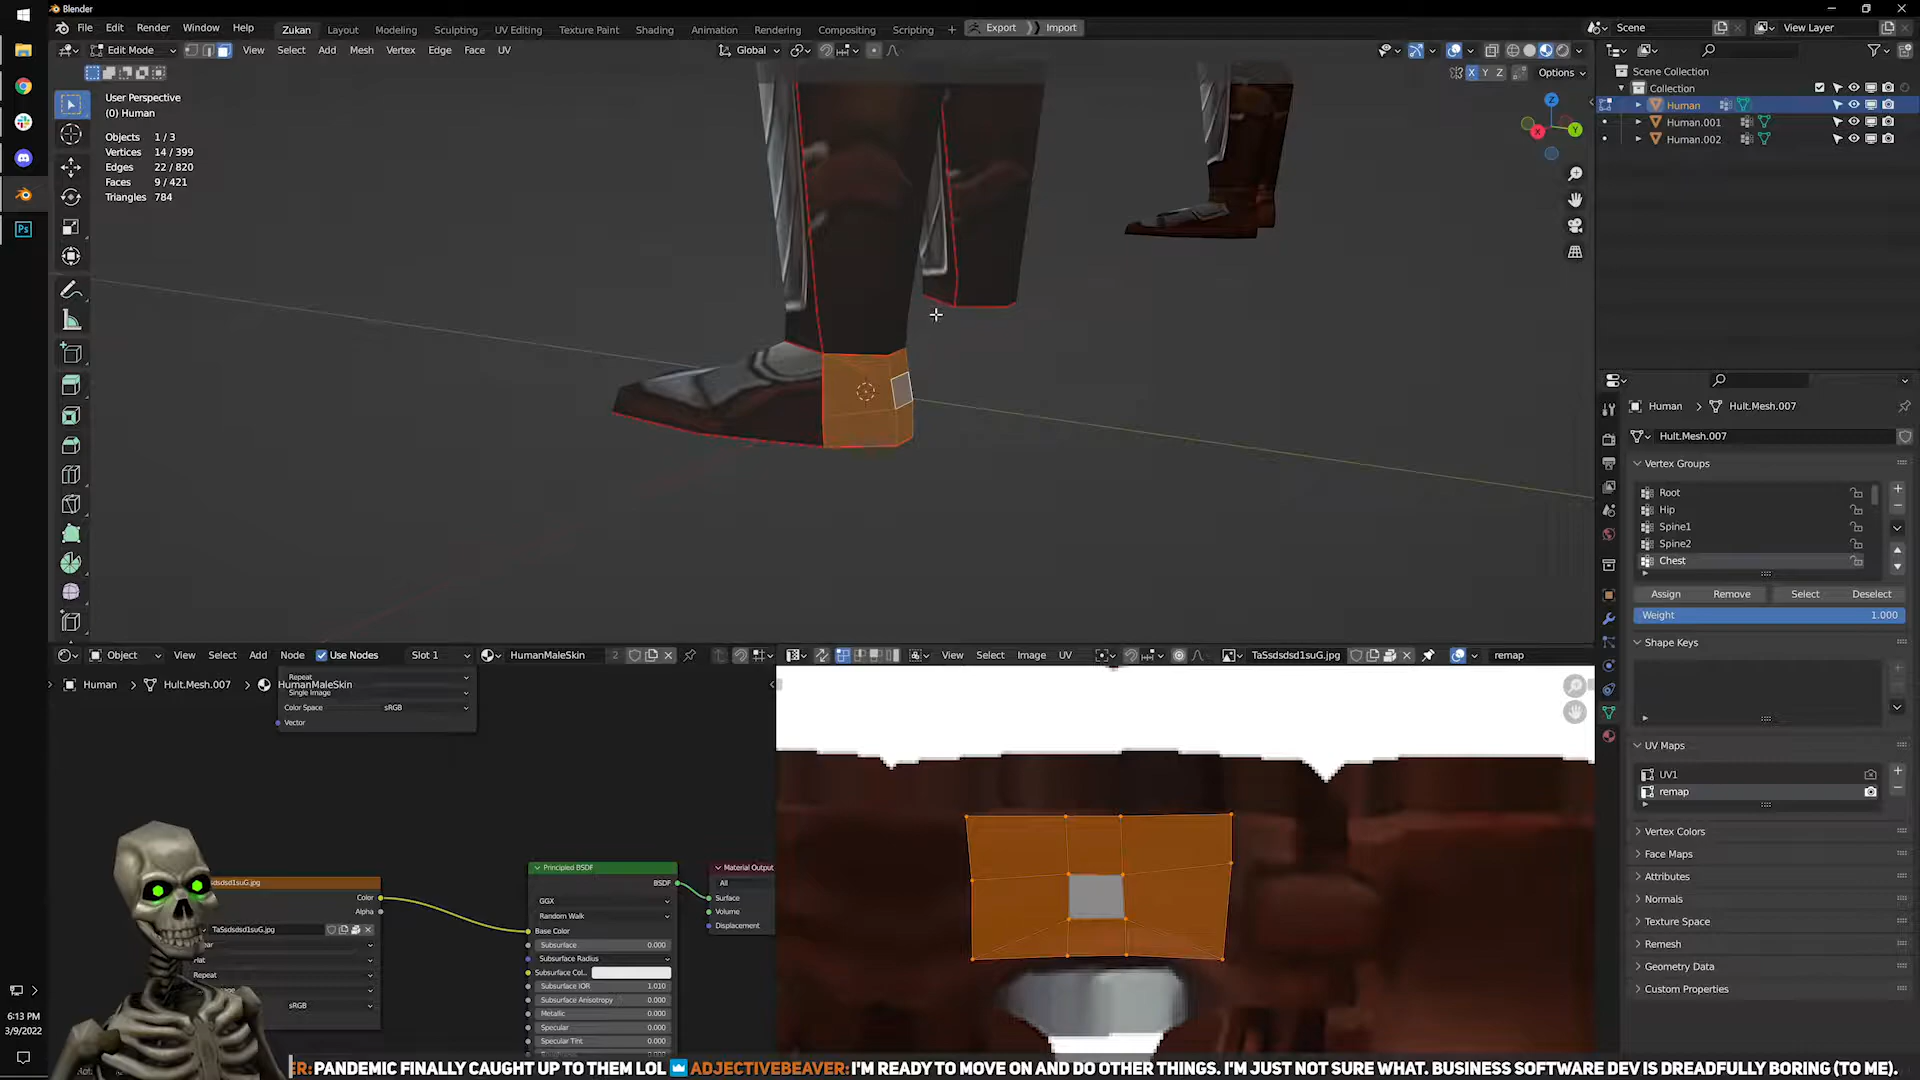 Blender
File Edit Render Window Help Zukan Layout Modeling Sculpting UV Editing Texture Paint Shading Animation Rendering Compositing Scripting + Export Import Scene View Layer
Edit Mode View Select Add Mesh Vertex Edge Face UV Global
X Y Z Options
User Perspective
(0) Human
Objects 1 / 3
Vertices 14 / 399
Edges 22 / 820
Faces 9 / 421
Triangles 784
Z
X
Y
Scene Collection
Collection
Human
Human.001
Human.002
Human > Hult.Mesh.007
Hult.Mesh.007
Vertex Groups
Root
Hip
Spine1
Spine2
Chest
Assign Remove Select Deselect
Weight 1.000
Shape Keys
UV Maps
UV1
remap
Vertex Colors
Face Maps
Attributes
Normals
Texture Space
Remesh
Geometry Data
Custom Properties
Object View Select Add Node Use Nodes Slot 1 HumanMaleSkin 2
Human > Hult.Mesh.007 > HumanMaleSkin
Repeat
Single Image
Color Space sRGB
Vector
sdsdsd1suG.jpg
Color
Alpha
TaSsdsdsd1suG.jpg
Repeat
sRGB
Principled BSDF
BSDF
GGX
Random Walk
Base Color
Subsurface 0.000
Subsurface Radius
Subsurface Col..
Subsurface IOR 1.010
Subsurface Anisotropy 0.000
Metallic 0.000
Specular 0.000
Specular Tint 0.000
Material Output
All
Surface
Volume
Displacement
View Select Image UV TaSsdsdsd1suG.jpg remap
Ps
6:13 PM
3/9/2022
PANDEMIC FINALLY CAUGHT UP TO THEM LOL ADJECTIVEBEAVER: I'M READY TO MOVE ON AND DO OTHER THINGS. I'M JUST NOT SURE WHAT. BUSINESS SOFTWARE DEV IS DREADFULLY BORING (TO ME).